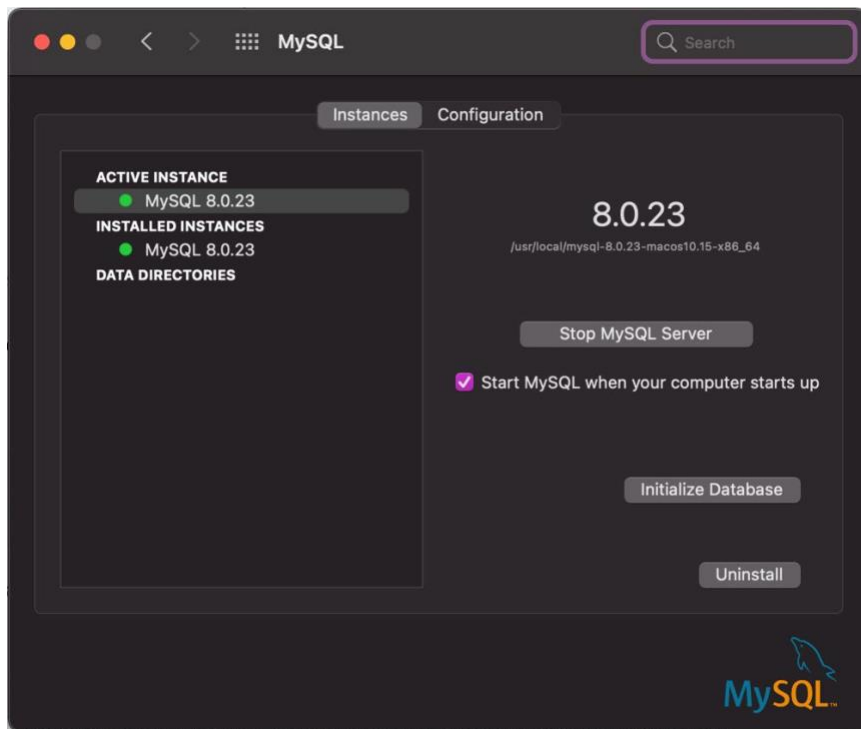 MySQL
Search
Instances
Configuration
ACTIVE INSTANCE
MySQL 8.0.23
INSTALLED INSTANCES
MySQL 8.0.23
DATA DIRECTORIES
8.0.23
/usr/local/mysql-8.0.23-macos10.15-x86_64
Stop MySQL Server
Start MySQL when your computer starts up
Initialize Database
Uninstall
MySQL™